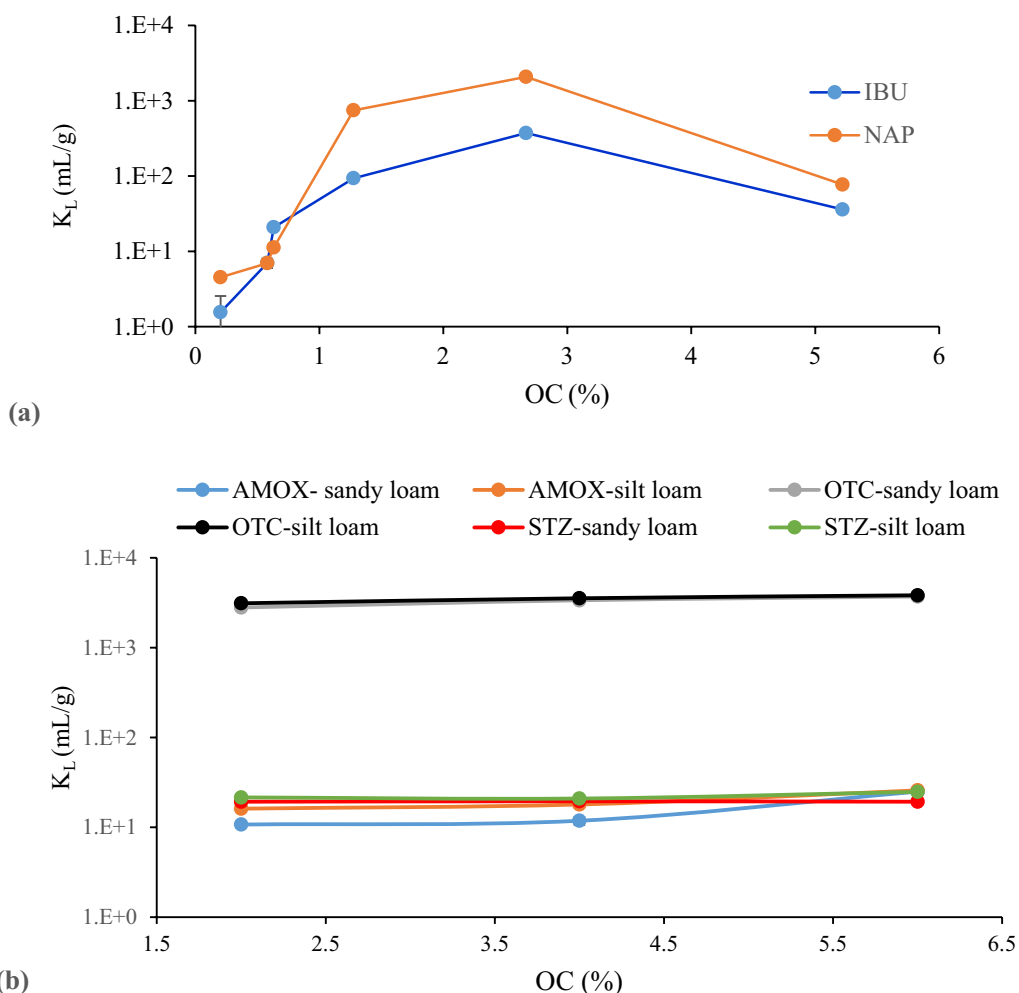 1.E+4
1.E+3
1.E+2
1.E+1
1.E+0
K_L (mL/g)
IBU
NAP
0 1 2 3 4 5 6
OC (%)
(a)
AMOX- sandy loam AMOX-silt loam OTC-sandy loam
OTC-silt loam STZ-sandy loam STZ-silt loam
1.E+4
1.E+3
1.E+2
1.E+1
1.E+0
K_L (mL/g)
1.5 2.5 3.5 4.5 5.5 6.5
OC (%)
(b)